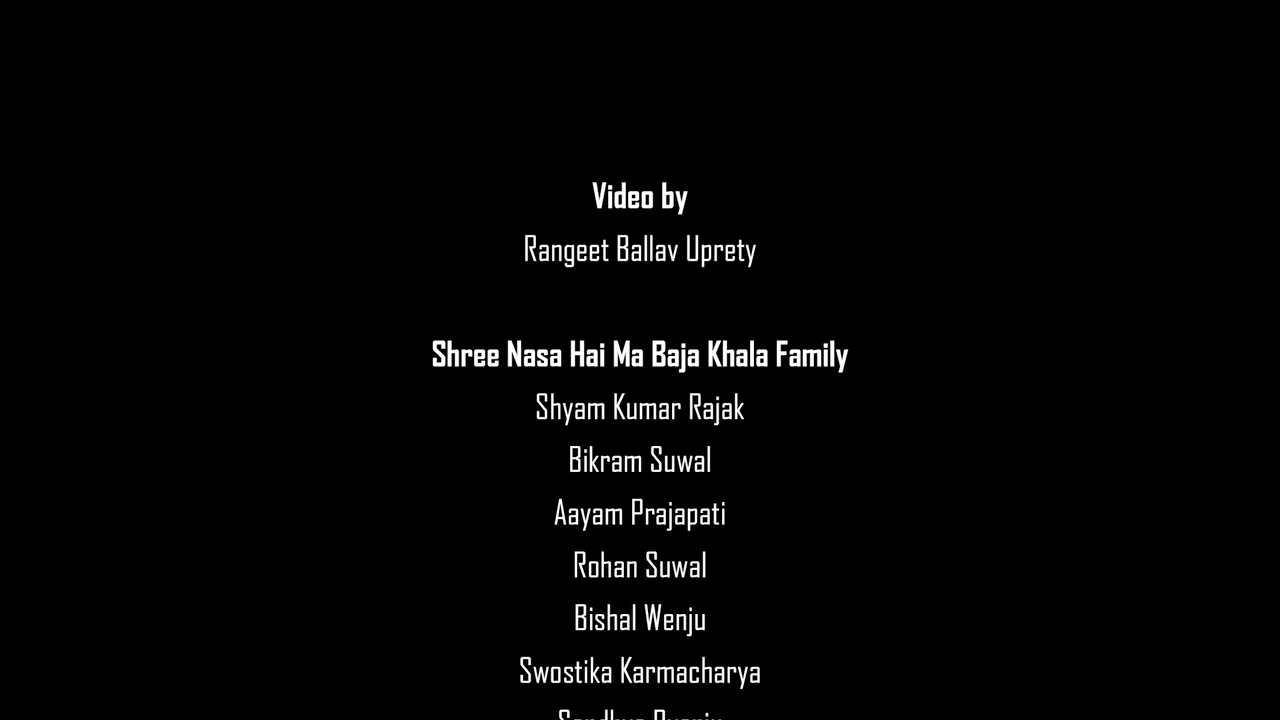 Video by
Rangeet Ballav Uprety
Shree Nasa Hai Ma Baja Khala Family
Shyam Kumar Rajak
Bikram Suwal
Aayam Prajapati
Rohan Suwal
Bishal Wenju
Swostika Karmacharya